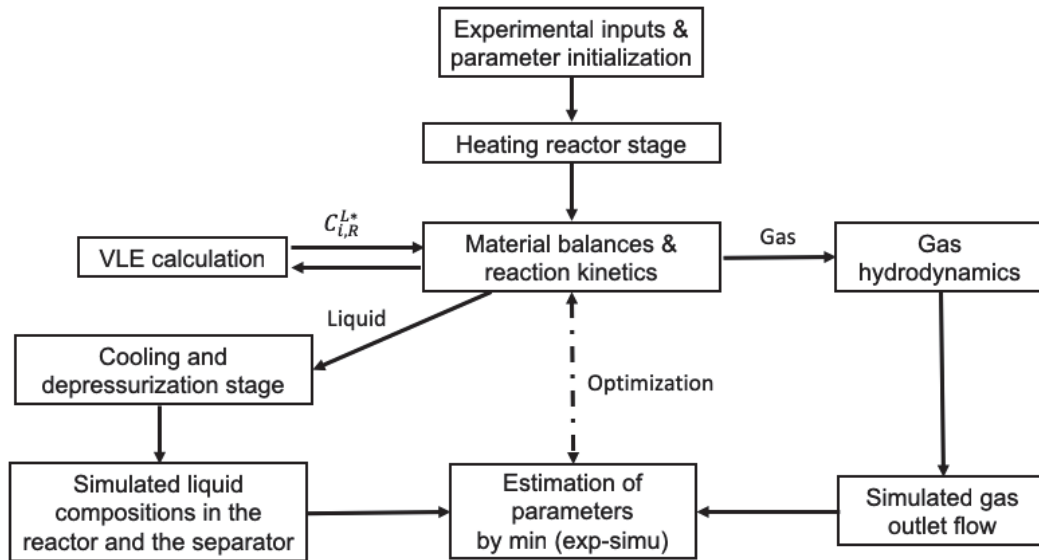 Experimental inputs &
parameter initialization
Heating reactor stage
$C_{i,R}^{L*}$
VLE calculation
Material balances &
reaction kinetics
Gas
Gas
hydrodynamics
Liquid
Cooling and
depressurization stage
Optimization
Simulated liquid
compositions in the
reactor and the separator
Estimation of
parameters
by min (exp-simu)
Simulated gas
outlet flow